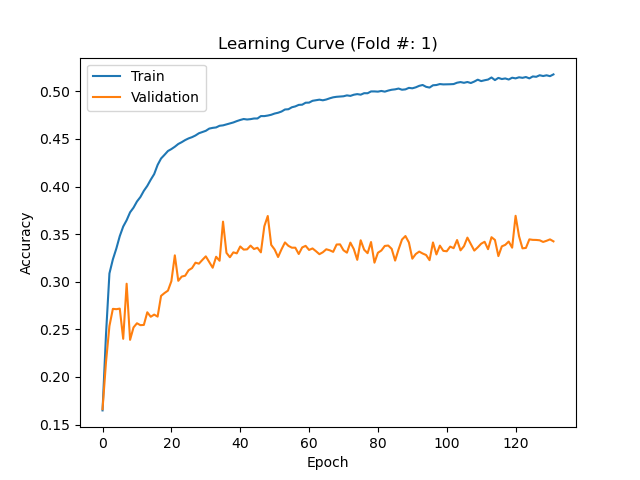 Learning Curve (Fold #: 1)
Train
Validation
Accuracy
0.50
0.45
0.40
0.35
0.30
0.25
0.20
0.15
0 20 40 60 80 100 120
Epoch